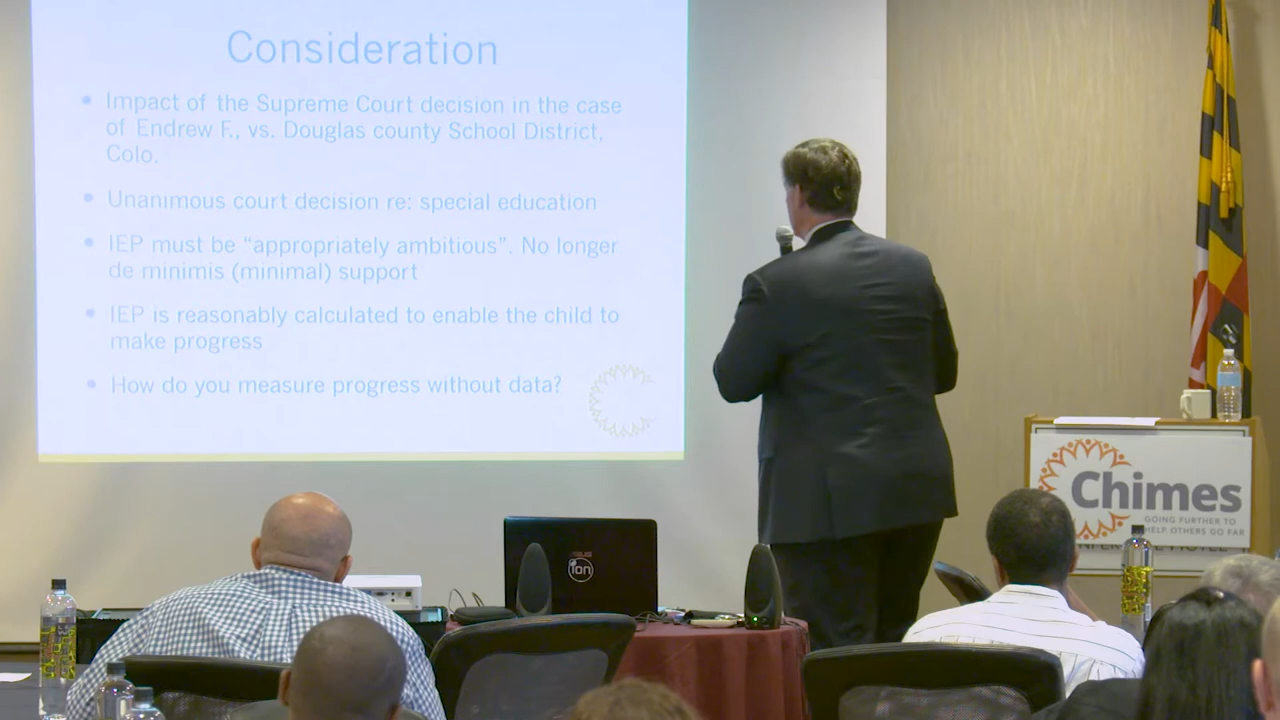 Consideration
Impact of the Supreme Court decision in the case
of Endrew F., vs. Douglas county School District,
Colo.
Unanimous court decision re: special education
IEP must be “appropriately ambitious”. No longer
de minimis (minimal) support
IEP is reasonably calculated to enable the child to
make progress
How do you measure progress without data?
Chimes
GOING FURTHER TO
HELP OTHERS GO FAR
ASUS
ion